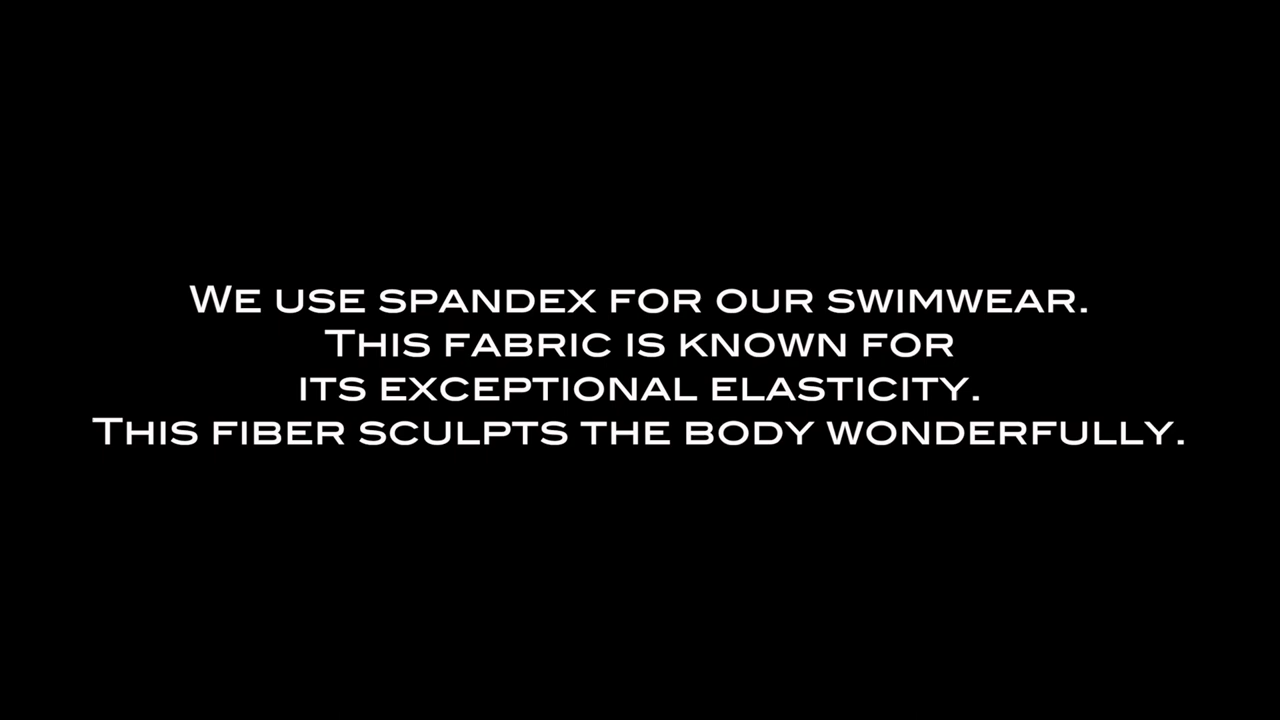 We use spandex for our swimwear.
This fabric is known for
its exceptional elasticity.
This fiber sculpts the body wonderfully.